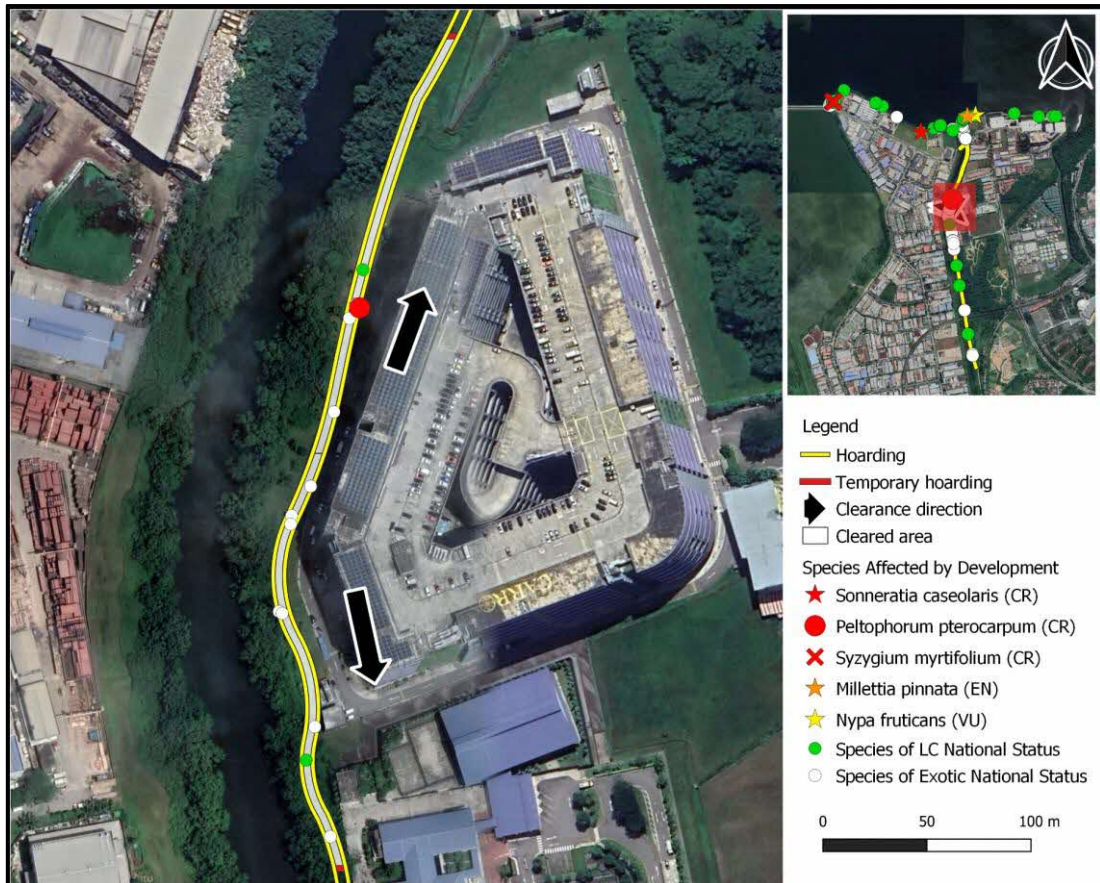 CARRO
Legend
Hoarding
Temporary hoarding
Clearance direction
Cleared area
Species Affected by Development
Sonneratia caseolaris (CR)
Peltophorum pterocarpum (CR)
Syzygium myrtifolium (CR)
Millettia pinnata (EN)
Nypa fruticans (VU)
Species of LC National Status
Species of Exotic National Status
0 50 100 m